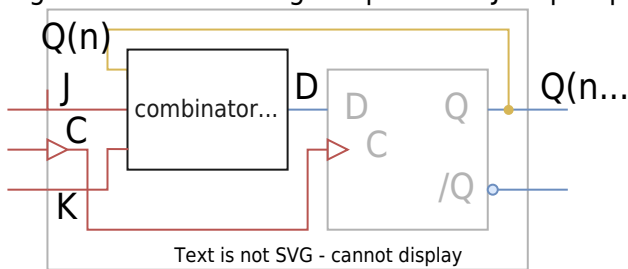 Q(n)
J
D
Q(n...
combinator...
D
Q
C
C
/Q
K
Text is not SVG - cannot display